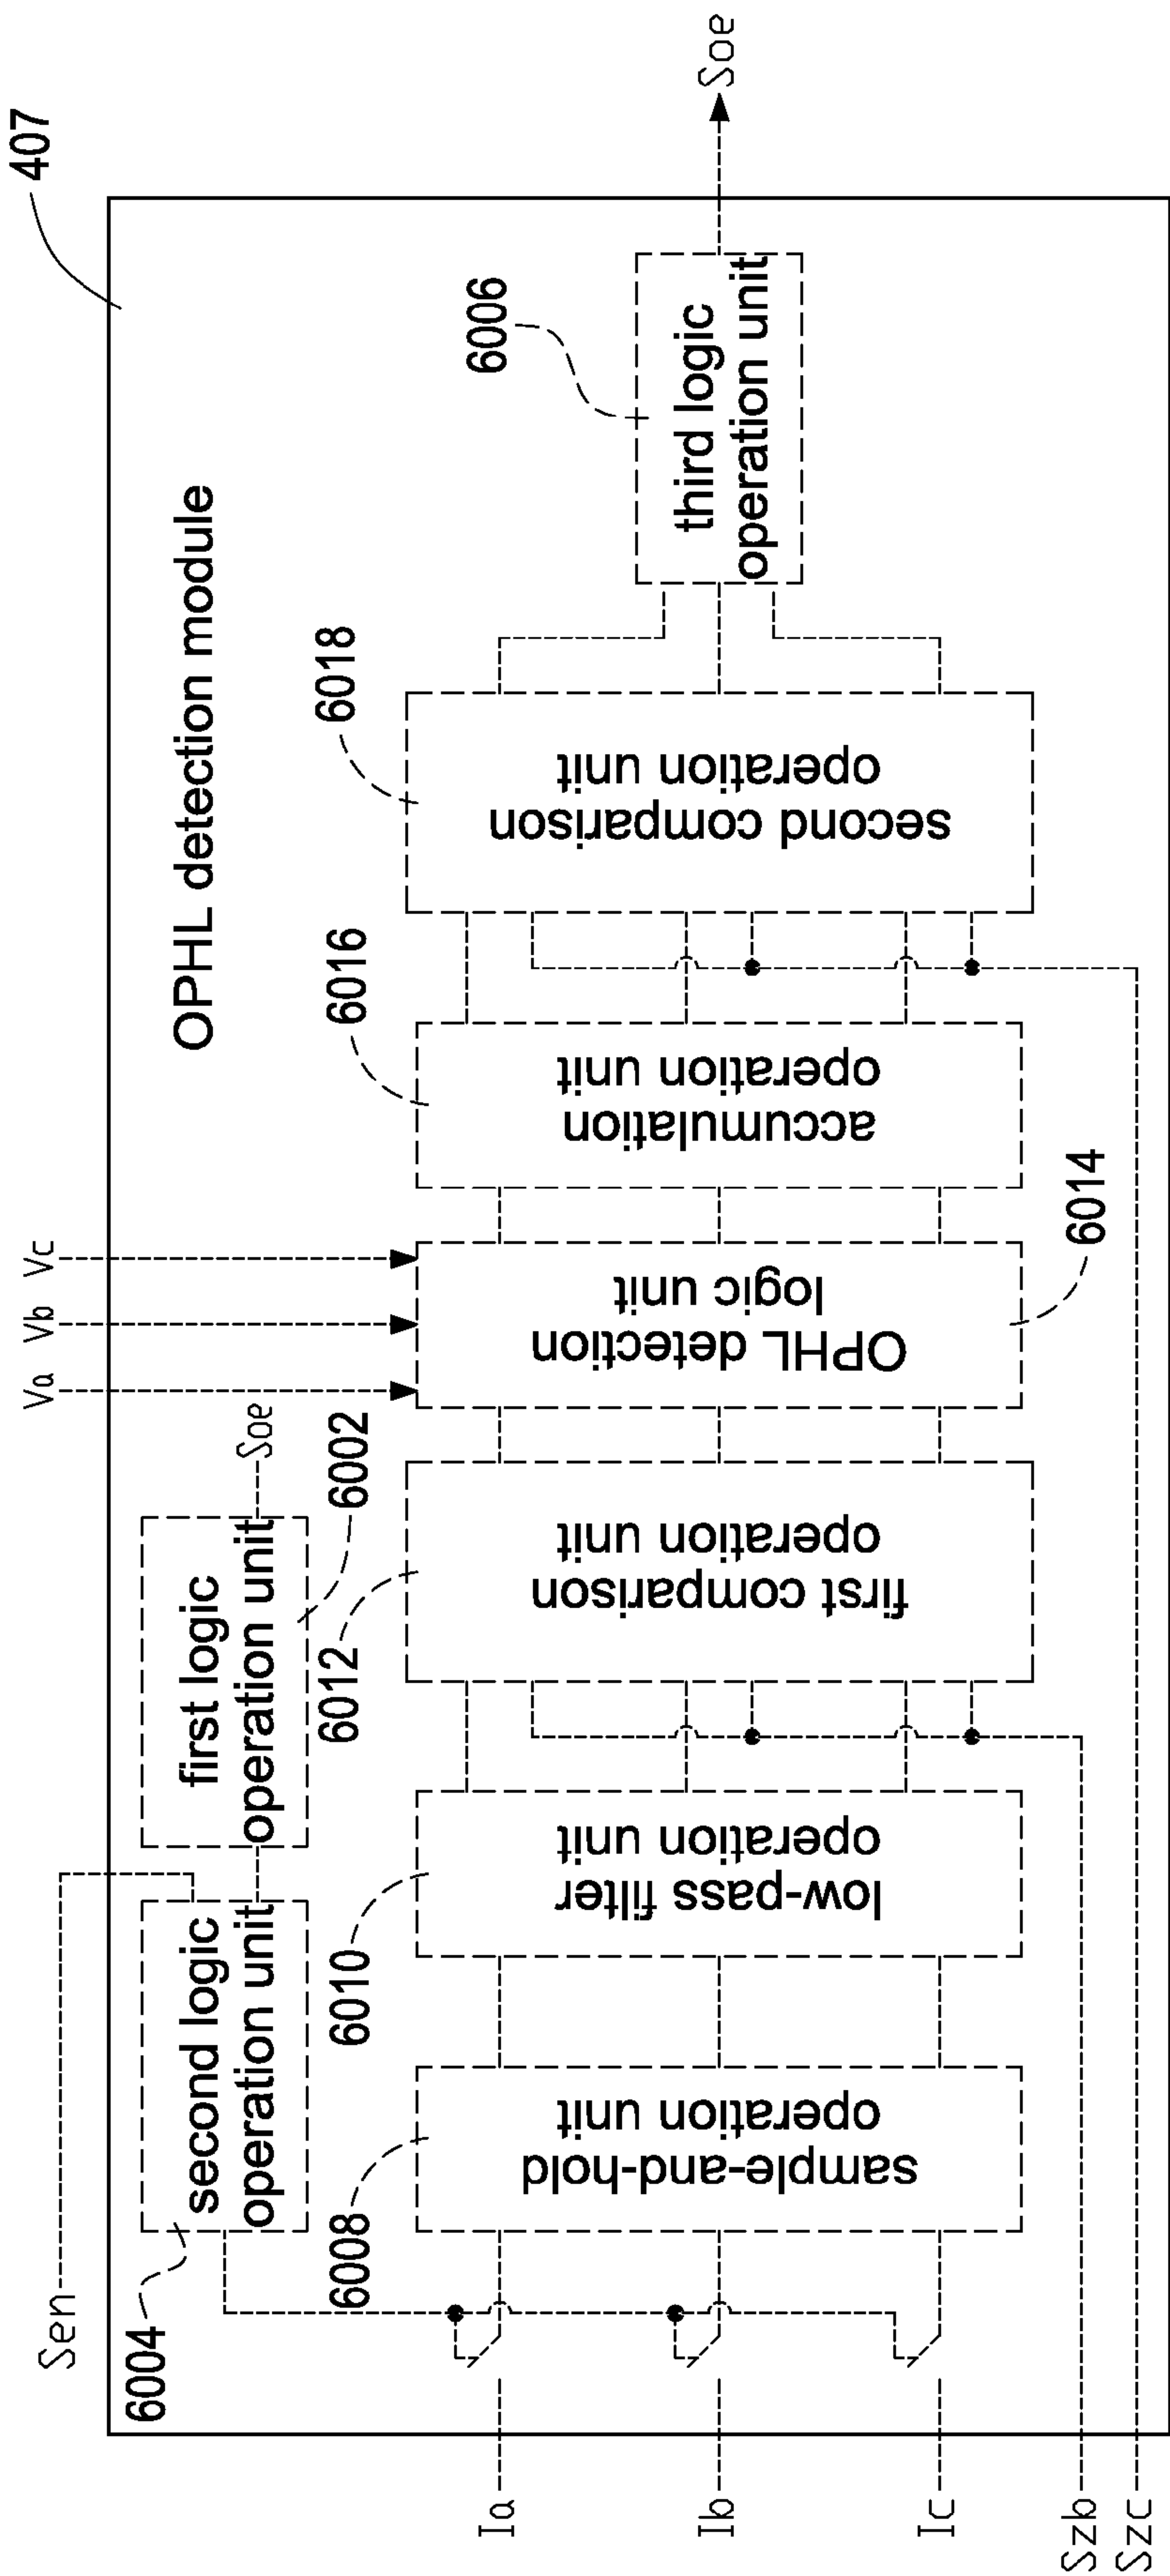 407
OPHL detection module
Sen
6004
second logic
operation unit
first logic
operation unit
6002
Soe
Va
Vb
Vc
Ia
Ib
Ic
Szb
Szc
6008
sample-and-hold
operation unit
6010
low-pass filter
operation unit
6012
first comparison
operation unit
OPHL detection
logic unit
6014
6016
accumulation
operation unit
6018
second comparison
operation unit
6006
third logic
operation unit
Soe